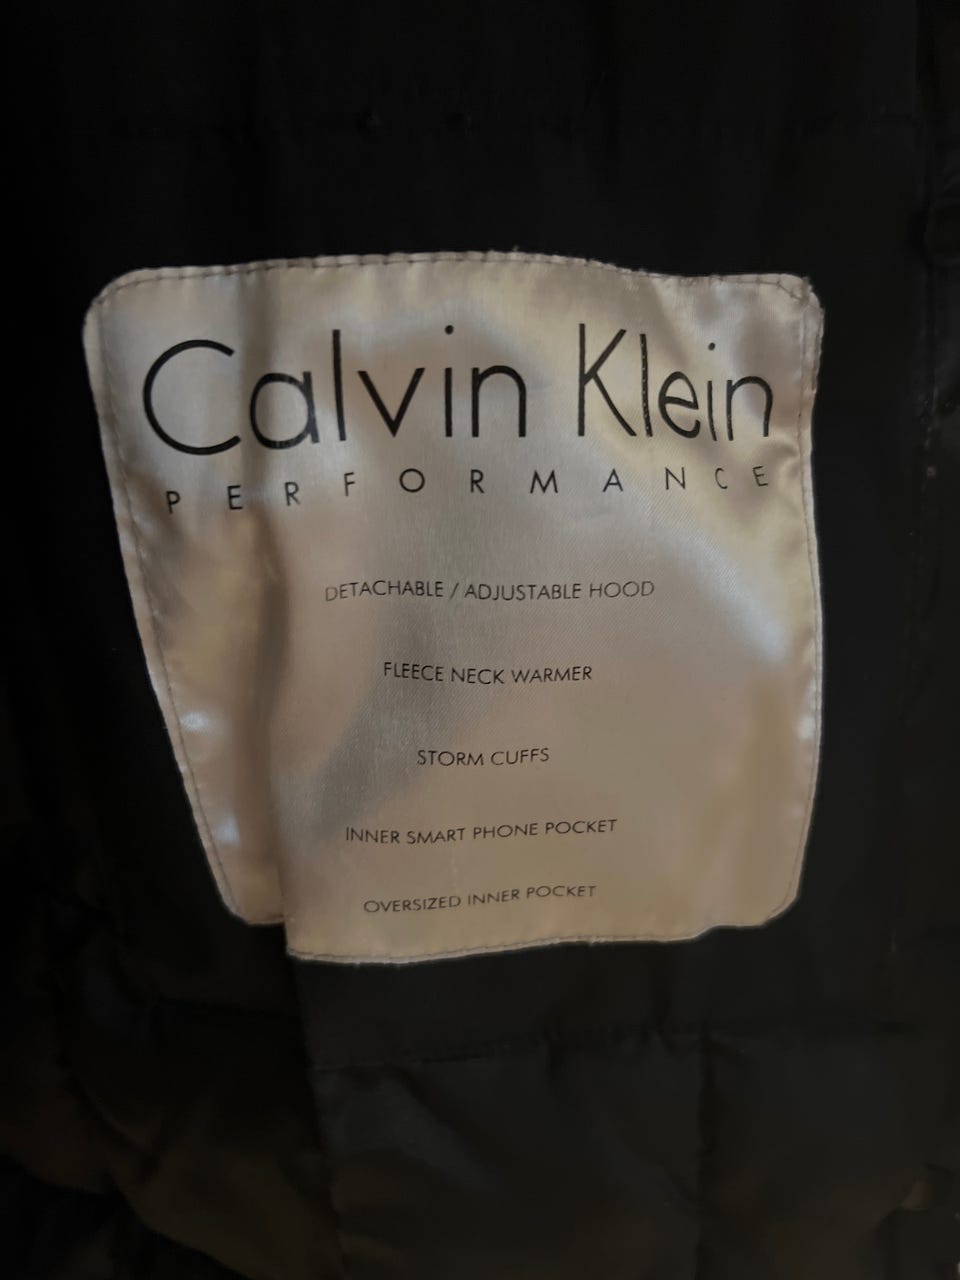 Calvin Klein
PERFORMANCE
DETACHABLE / ADJUSTABLE HOOD
FLEECE NECK WARMER
STORM CUFFS
INNER SMART PHONE POCKET
OVERSIZED INNER POCKET